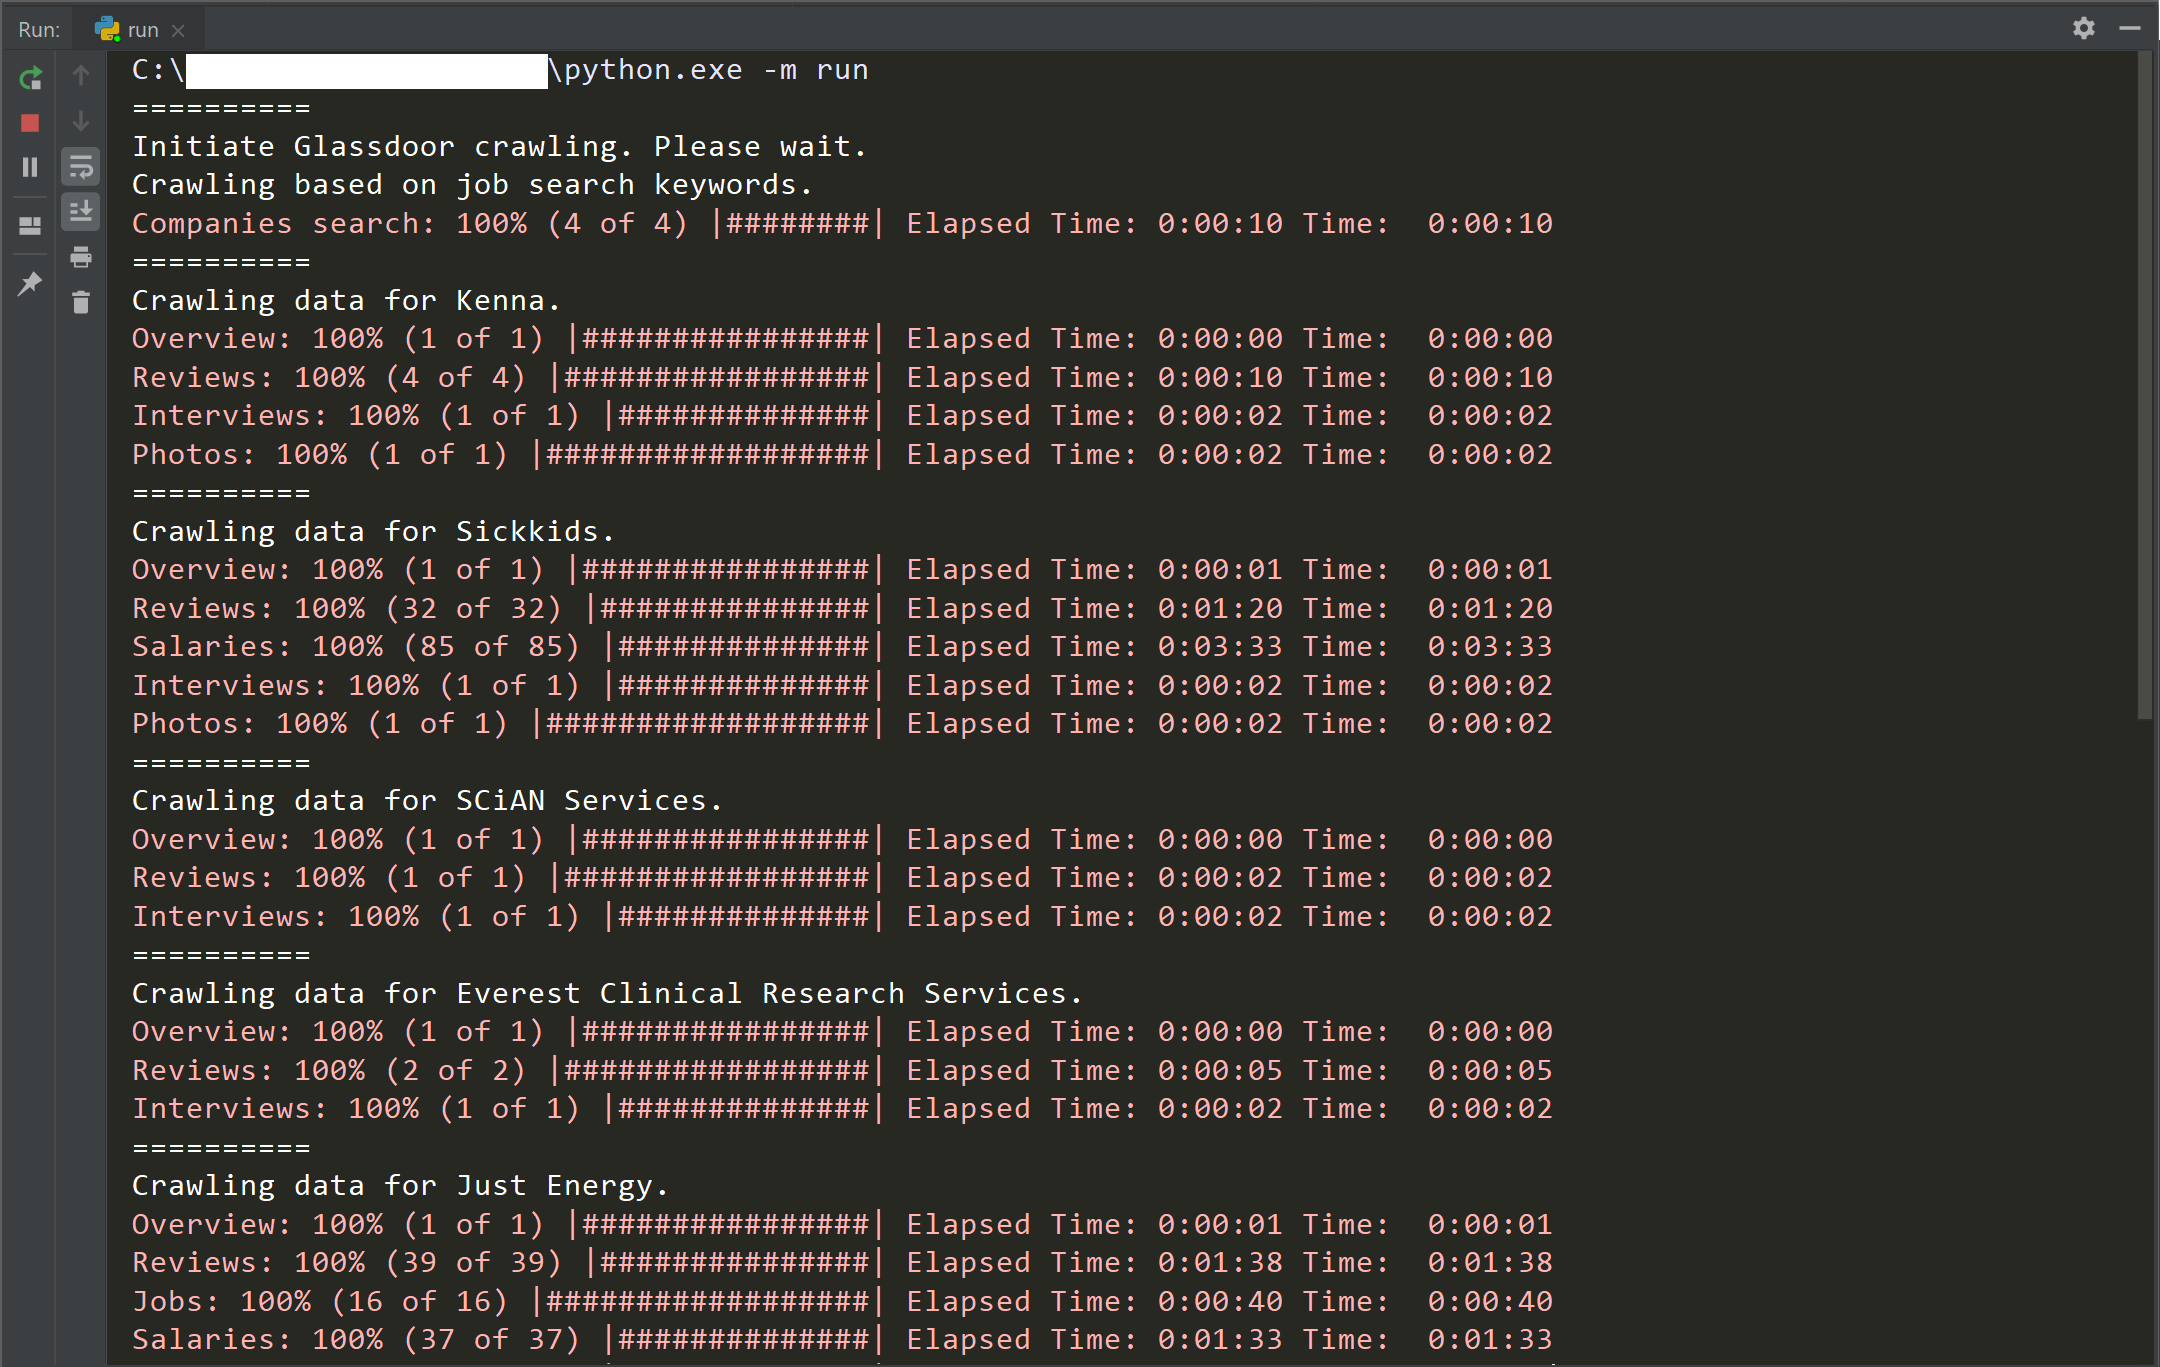 Run: run
C:\ \python.exe -m run
==========
Initiate Glassdoor crawling. Please wait.
Crawling based on job search keywords.
Companies search: 100% (4 of 4) |########| Elapsed Time: 0:00:10 Time:  0:00:10
==========
Crawling data for Kenna.
Overview: 100% (1 of 1) |################| Elapsed Time: 0:00:00 Time:  0:00:00
Reviews: 100% (4 of 4) |#################| Elapsed Time: 0:00:10 Time:  0:00:10
Interviews: 100% (1 of 1) |##############| Elapsed Time: 0:00:02 Time:  0:00:02
Photos: 100% (1 of 1) |##################| Elapsed Time: 0:00:02 Time:  0:00:02
==========
Crawling data for Sickkids.
Overview: 100% (1 of 1) |################| Elapsed Time: 0:00:01 Time:  0:00:01
Reviews: 100% (32 of 32) |###############| Elapsed Time: 0:01:20 Time:  0:01:20
Salaries: 100% (85 of 85) |##############| Elapsed Time: 0:03:33 Time:  0:03:33
Interviews: 100% (1 of 1) |##############| Elapsed Time: 0:00:02 Time:  0:00:02
Photos: 100% (1 of 1) |##################| Elapsed Time: 0:00:02 Time:  0:00:02
==========
Crawling data for SCiAN Services.
Overview: 100% (1 of 1) |################| Elapsed Time: 0:00:00 Time:  0:00:00
Reviews: 100% (1 of 1) |#################| Elapsed Time: 0:00:02 Time:  0:00:02
Interviews: 100% (1 of 1) |##############| Elapsed Time: 0:00:02 Time:  0:00:02
==========
Crawling data for Everest Clinical Research Services.
Overview: 100% (1 of 1) |################| Elapsed Time: 0:00:00 Time:  0:00:00
Reviews: 100% (2 of 2) |#################| Elapsed Time: 0:00:05 Time:  0:00:05
Interviews: 100% (1 of 1) |##############| Elapsed Time: 0:00:02 Time:  0:00:02
==========
Crawling data for Just Energy.
Overview: 100% (1 of 1) |################| Elapsed Time: 0:00:01 Time:  0:00:01
Reviews: 100% (39 of 39) |###############| Elapsed Time: 0:01:38 Time:  0:01:38
Jobs: 100% (16 of 16) |##################| Elapsed Time: 0:00:40 Time:  0:00:40
Salaries: 100% (37 of 37) |##############| Elapsed Time: 0:01:33 Time:  0:01:33